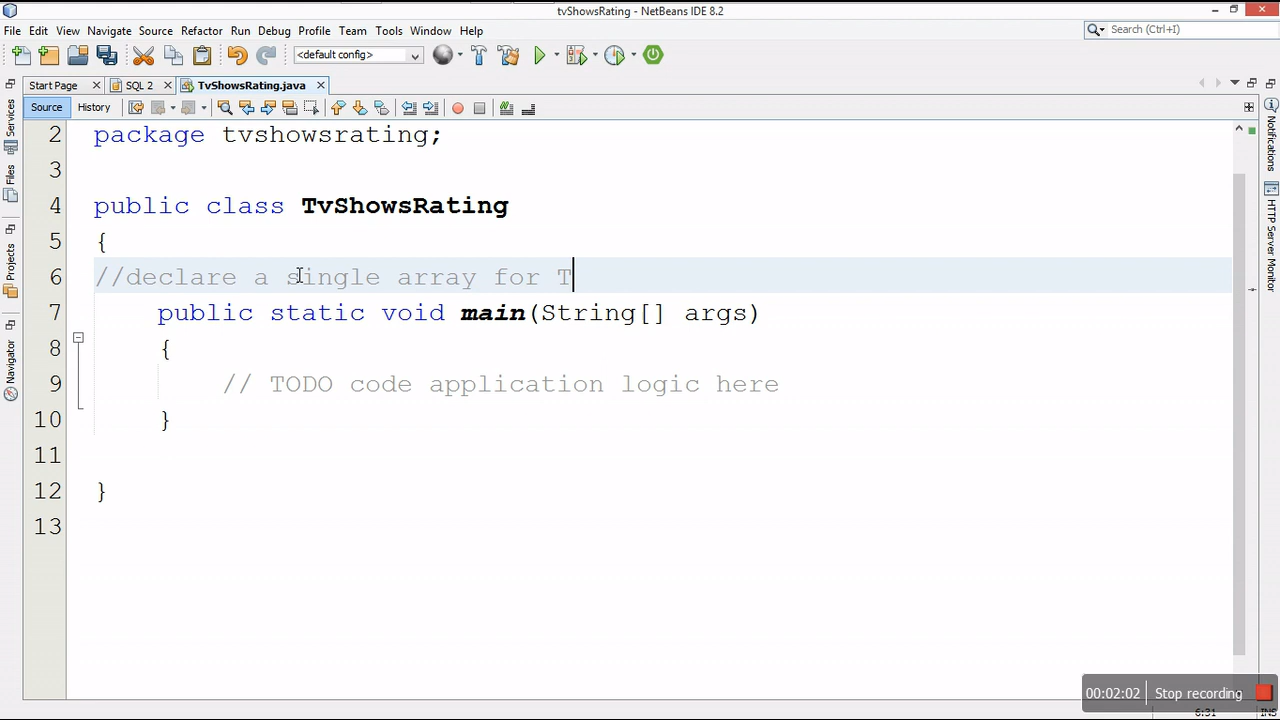 tvShowsRating - NetBeans IDE 8.2
File Edit View Navigate Source Refactor Run Debug Profile Team Tools Window Help
Search (Ctrl+I)
<default config>
Start Page SQL 2 TvShowsRating.java
Source History
Services
Files
Projects
Navigator
Notifications
HTTP Server Monitor
2 package tvshowsrating;
3
4 public class TvShowsRating
5 {
6 //declare a single array for T
7 public static void main(String[] args)
8 {
9 // TODO code application logic here
10 }
11
12 }
13
00:02:02 Stop recording
6:31 INS